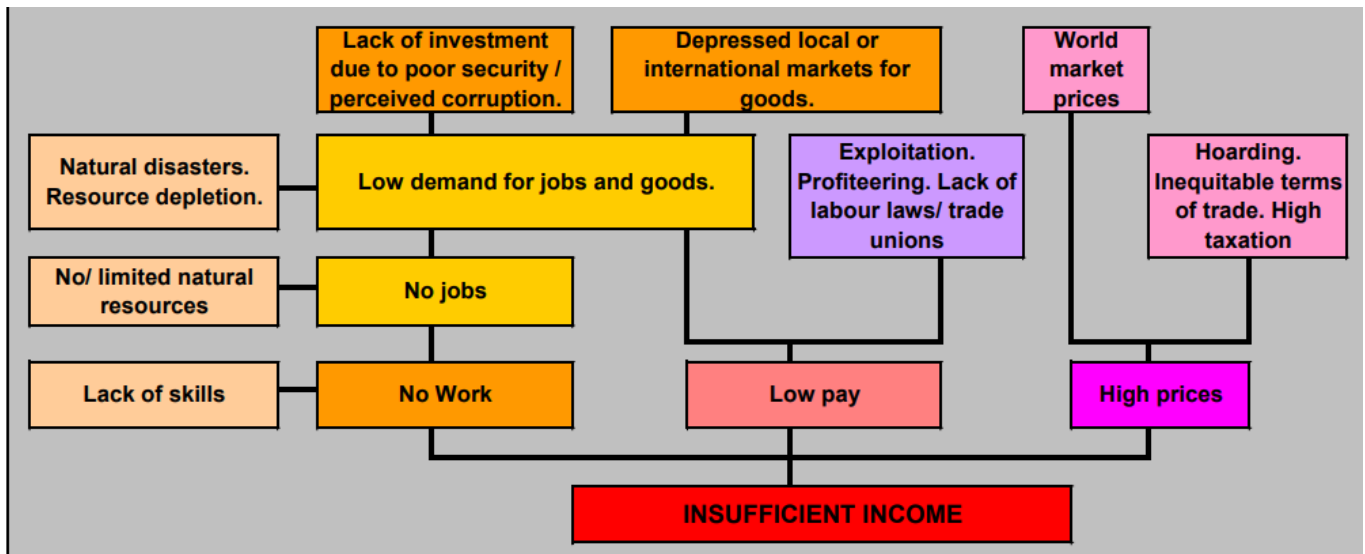 Lack of investment
due to poor security /
perceived corruption.
Depressed local or
international markets for
goods.
World
market
prices
Natural disasters.
Resource depletion.
Low demand for jobs and goods.
Exploitation.
Profiteering. Lack of
labour laws/ trade
unions
Hoarding.
Inequitable terms
of trade. High
taxation
No/ limited natural
resources
No jobs
Lack of skills
No Work
Low pay
High prices
INSUFFICIENT INCOME